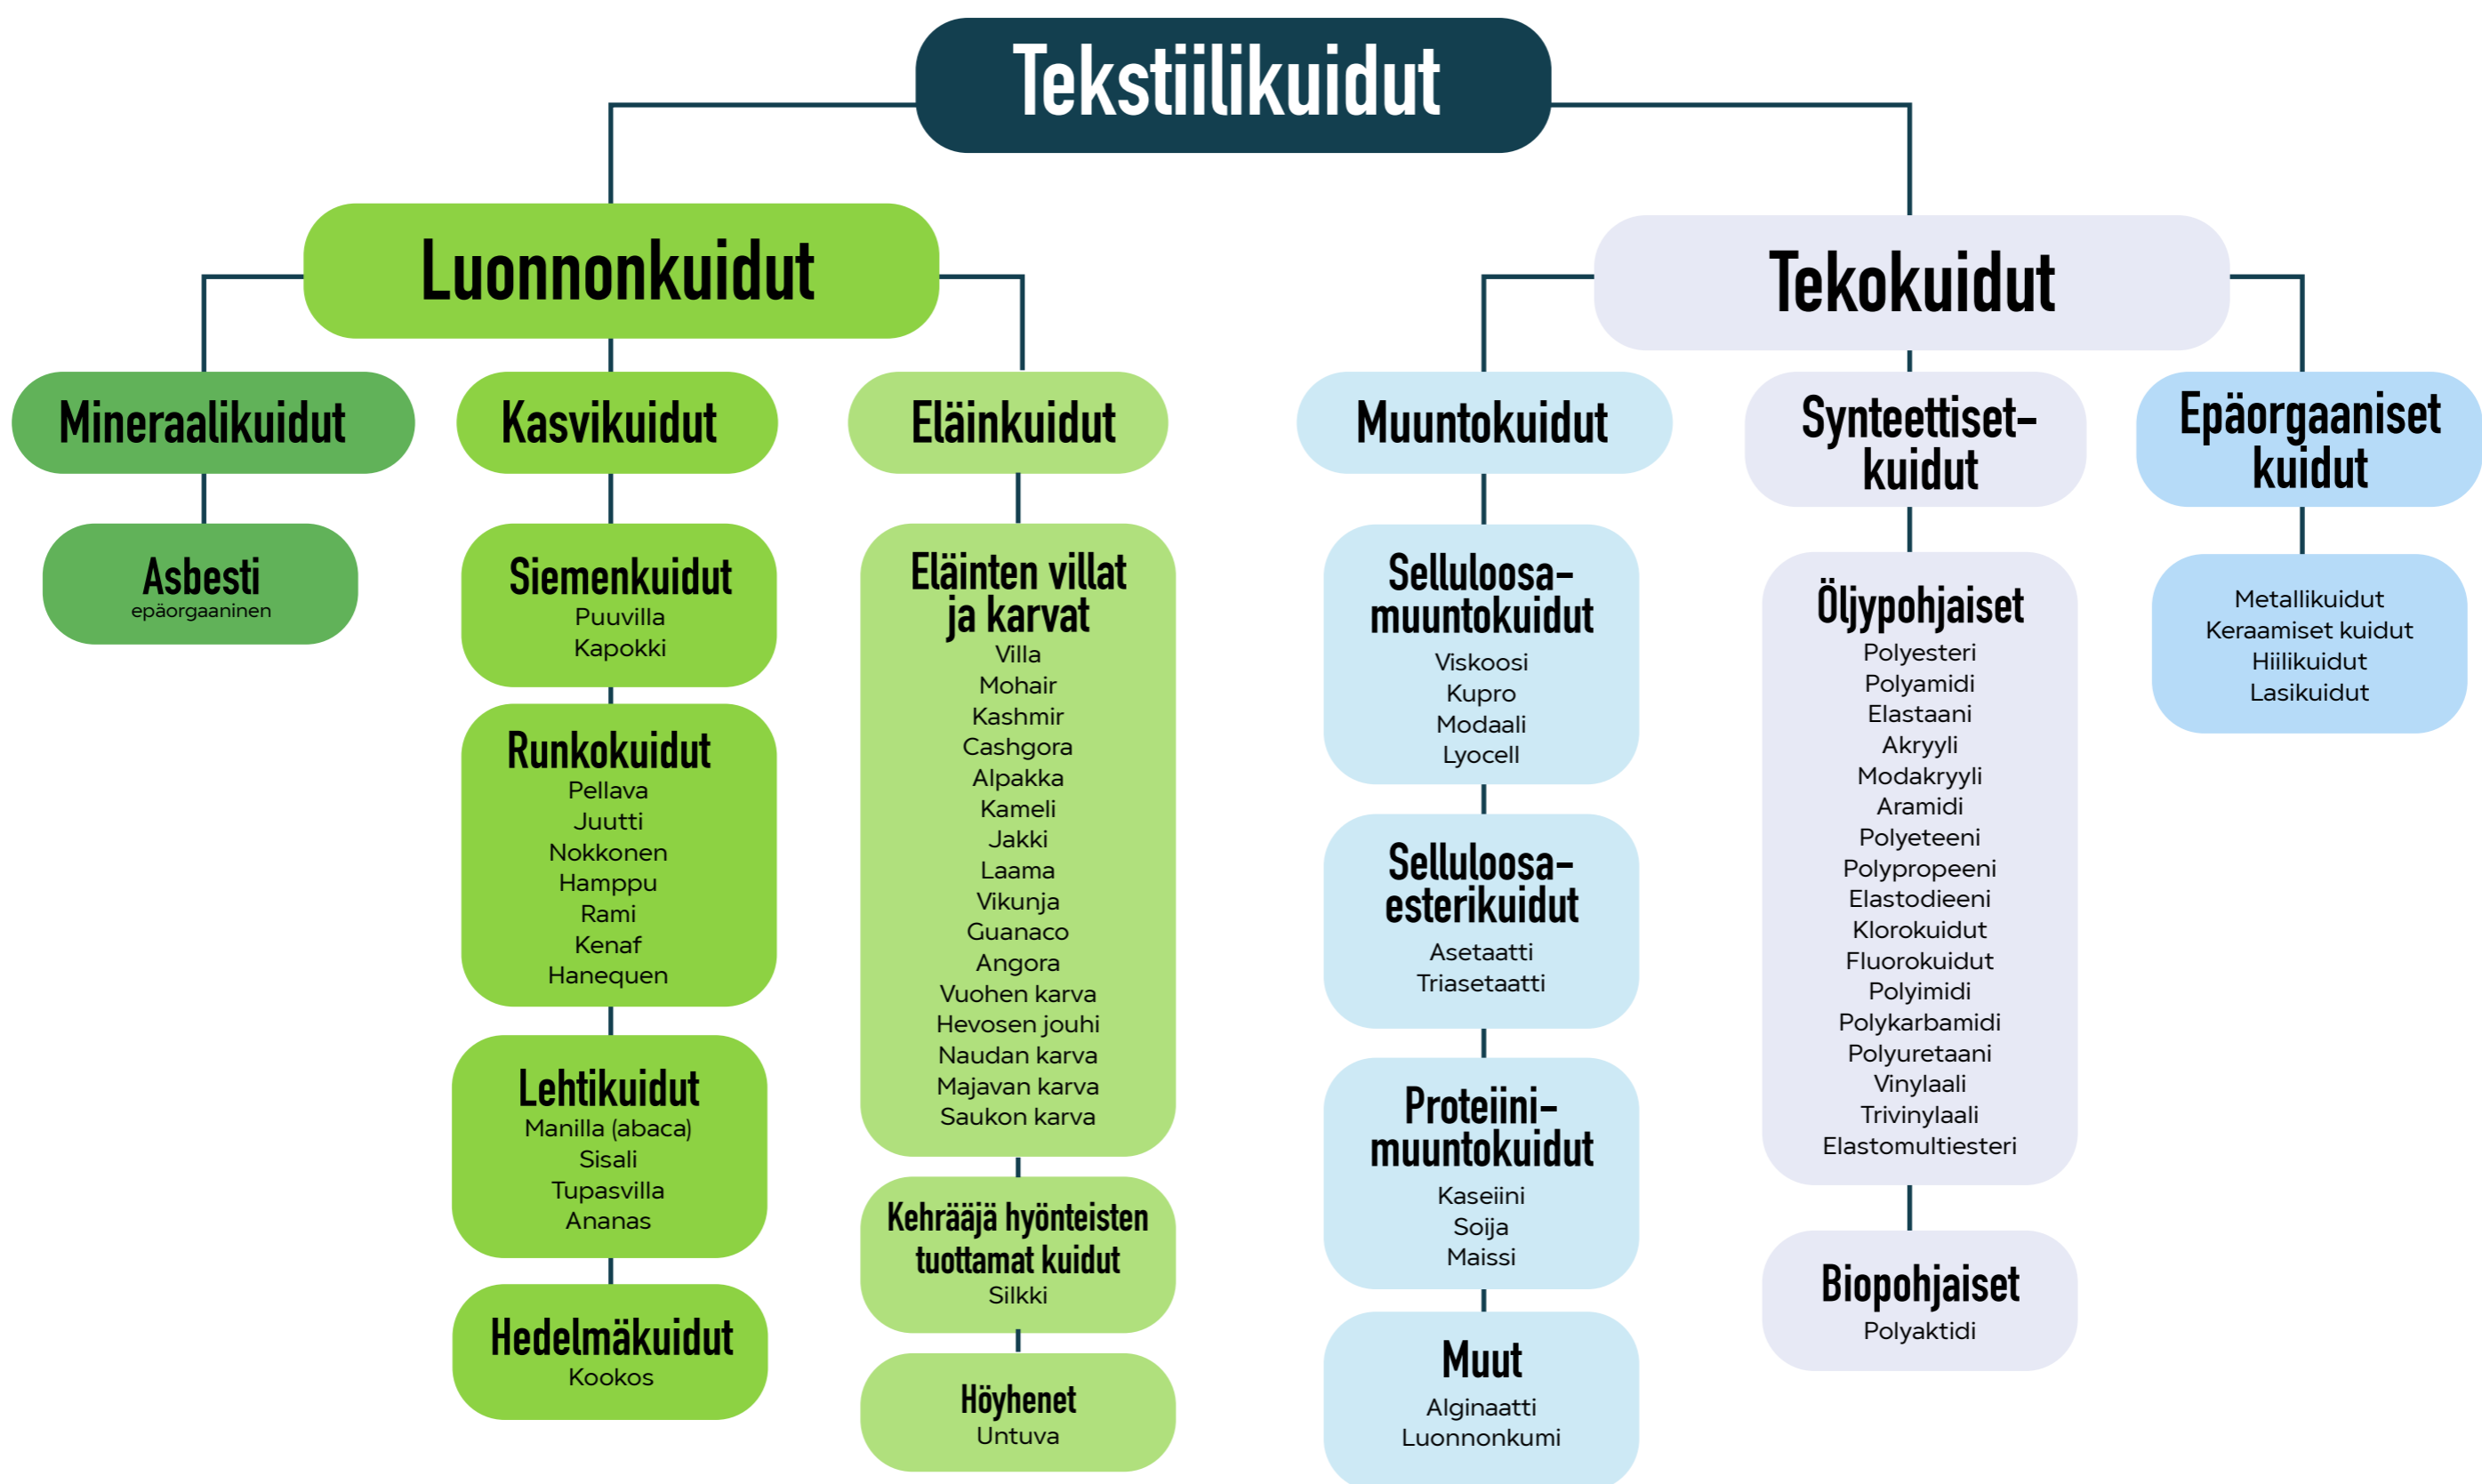 Tekstiilikuidut
Luonnonkuidut
Mineraalikuidut
Asbesti
epäorgaaninen
Kasvikuidut
Siemenkuidut
Puuvilla
Kapokki
Runkokuidut
Pellava
Juutti
Nokkonen
Hamppu
Rami
Kenaf
Hanequen
Lehtikuidut
Manilla (abaca)
Sisali
Tupasvilla
Ananas
Hedelmäkuidut
Kookos
Eläinkuidut
Eläinten villat
ja karvat
Villa
Mohair
Kashmir
Cashgora
Alpakka
Kameli
Jakki
Laama
Vikunja
Guanaco
Angora
Vuohen karva
Hevosen jouhi
Naudan karva
Majavan karva
Saukon karva
Kehrääjä hyönteisten
tuottamat kuidut
Silkki
Höyhenet
Untuva
Tekokuidut
Muuntokuidut
Selluloosa-
muuntokuidut
Viskoosi
Kupro
Modaali
Lyocell
Selluloosa-
esterikuidut
Asetaatti
Triasetaatti
Proteiini-
muuntokuidut
Kaseiini
Soija
Maissi
Muut
Alginaatti
Luonnonkumi
Synteettiset-
kuidut
Öljypohjaiset
Polyesteri
Polyamidi
Elastaani
Akryyli
Modakryyli
Aramidi
Polyeteeni
Polypropeeni
Elastodieeni
Klorokuidut
Fluorokuidut
Polyimidi
Polykarbamidi
Polyuretaani
Vinylaali
Trivinylaali
Elastomultiesteri
Biopohjaiset
Polyaktidi
Epäorgaaniset
kuidut
Metallikuidut
Keraamiset kuidut
Hiilikuidut
Lasikuidut